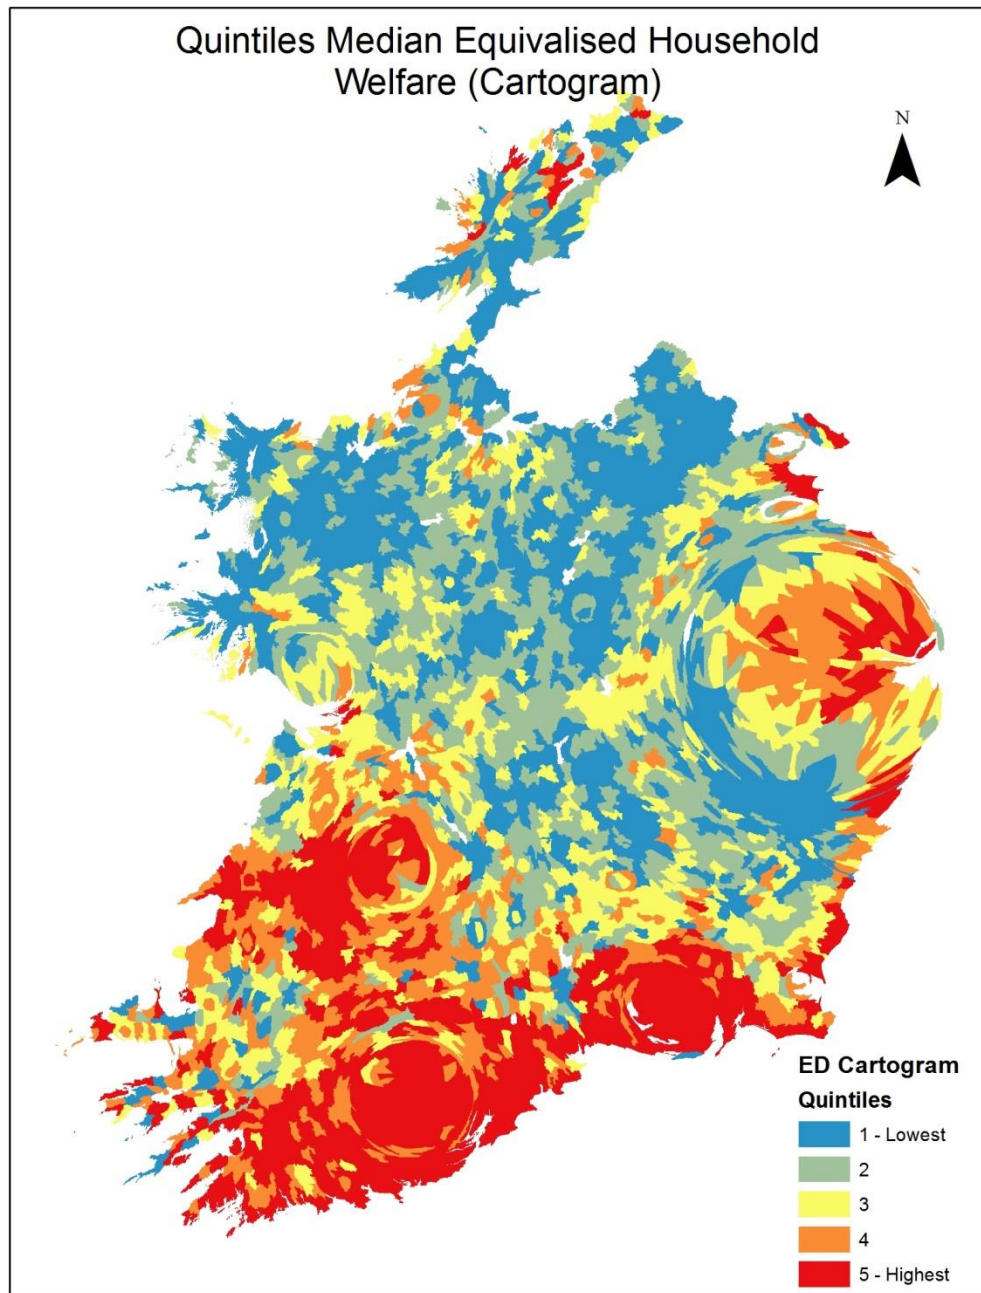 Quintiles Median Equivalised Household
Welfare (Cartogram)
N
ED Cartogram
Quintiles
1 - Lowest
2
3
4
5 - Highest